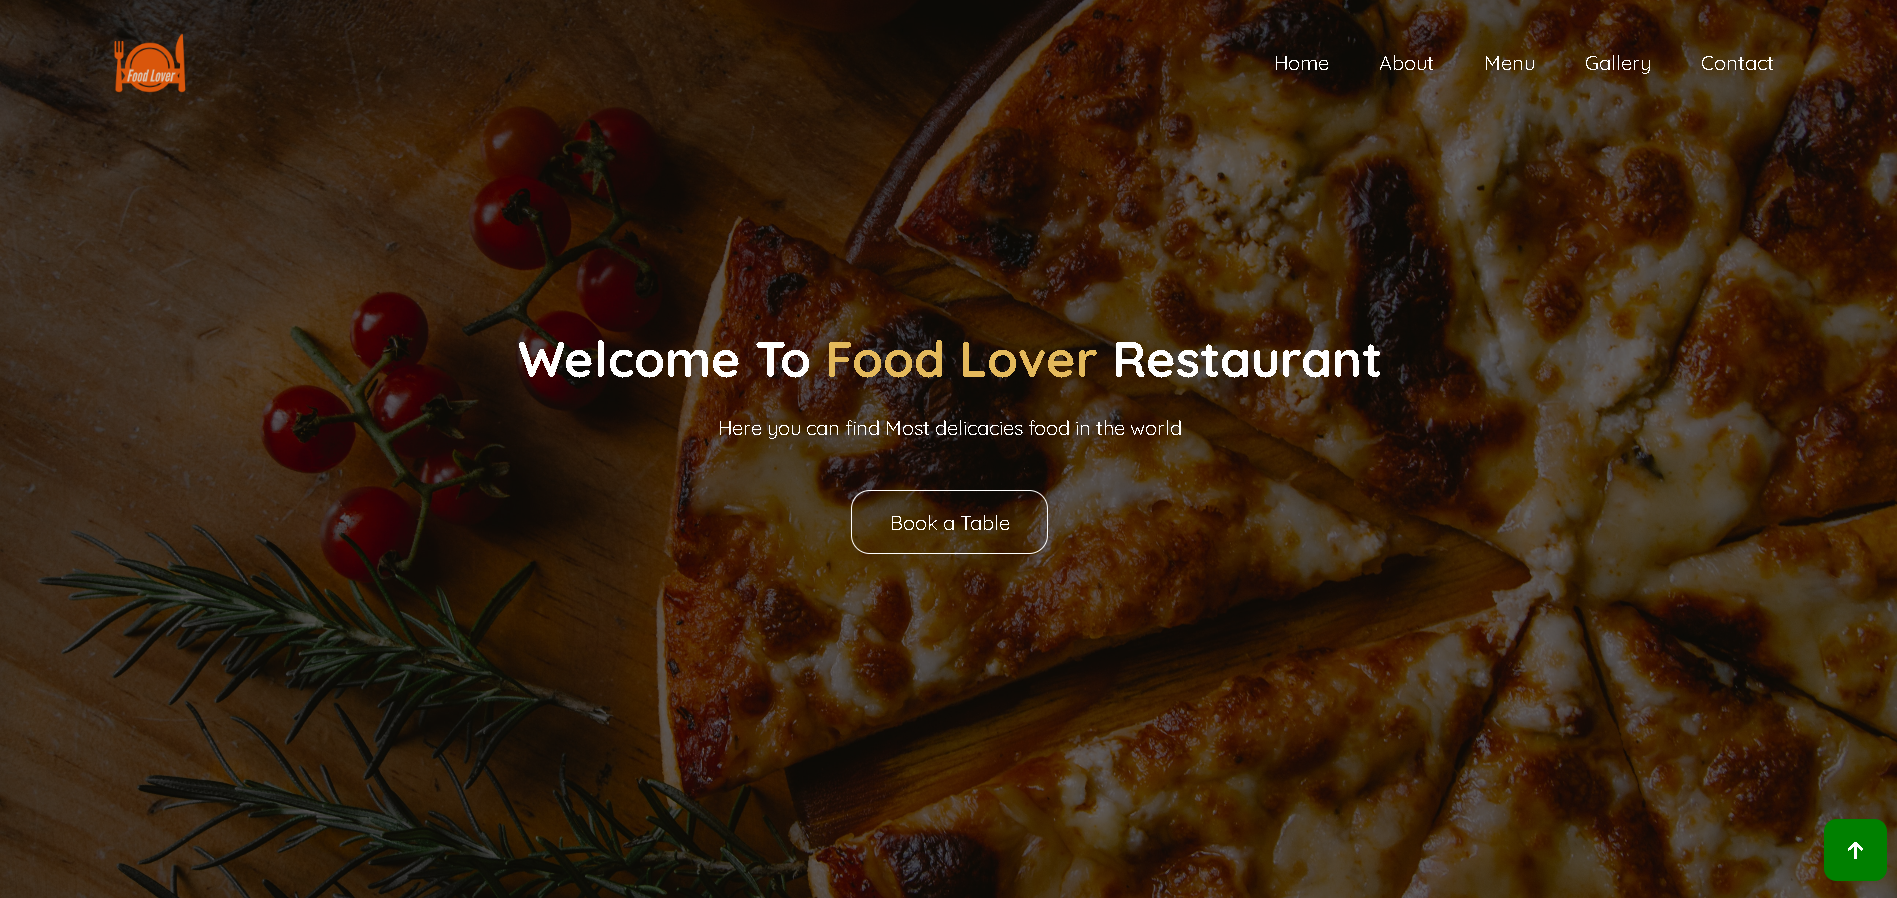 Food Lover
Home
About
Menu
Gallery
Contact
Welcome To Food Lover Restaurant
Here you can find Most delicacies food in the world
Book a Table